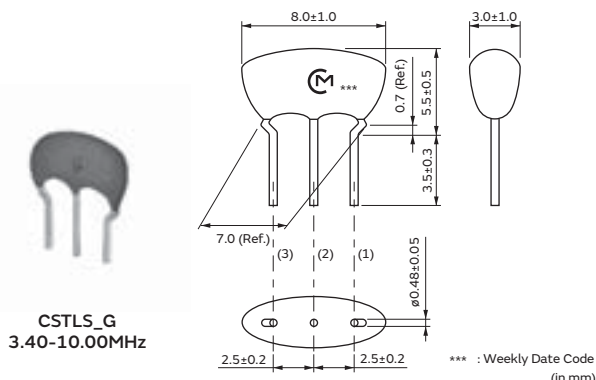 8.0±1.0
3.0±1.0
M ***
0.7 (Ref.)
5.5±0.5
3.5±0.3
7.0 (Ref.)
(3)
(2)
(1)
ø0.48±0.05
2.5±0.2
2.5±0.2
CSTLS_G
3.40-10.00MHz
*** : Weekly Date Code
(in mm)